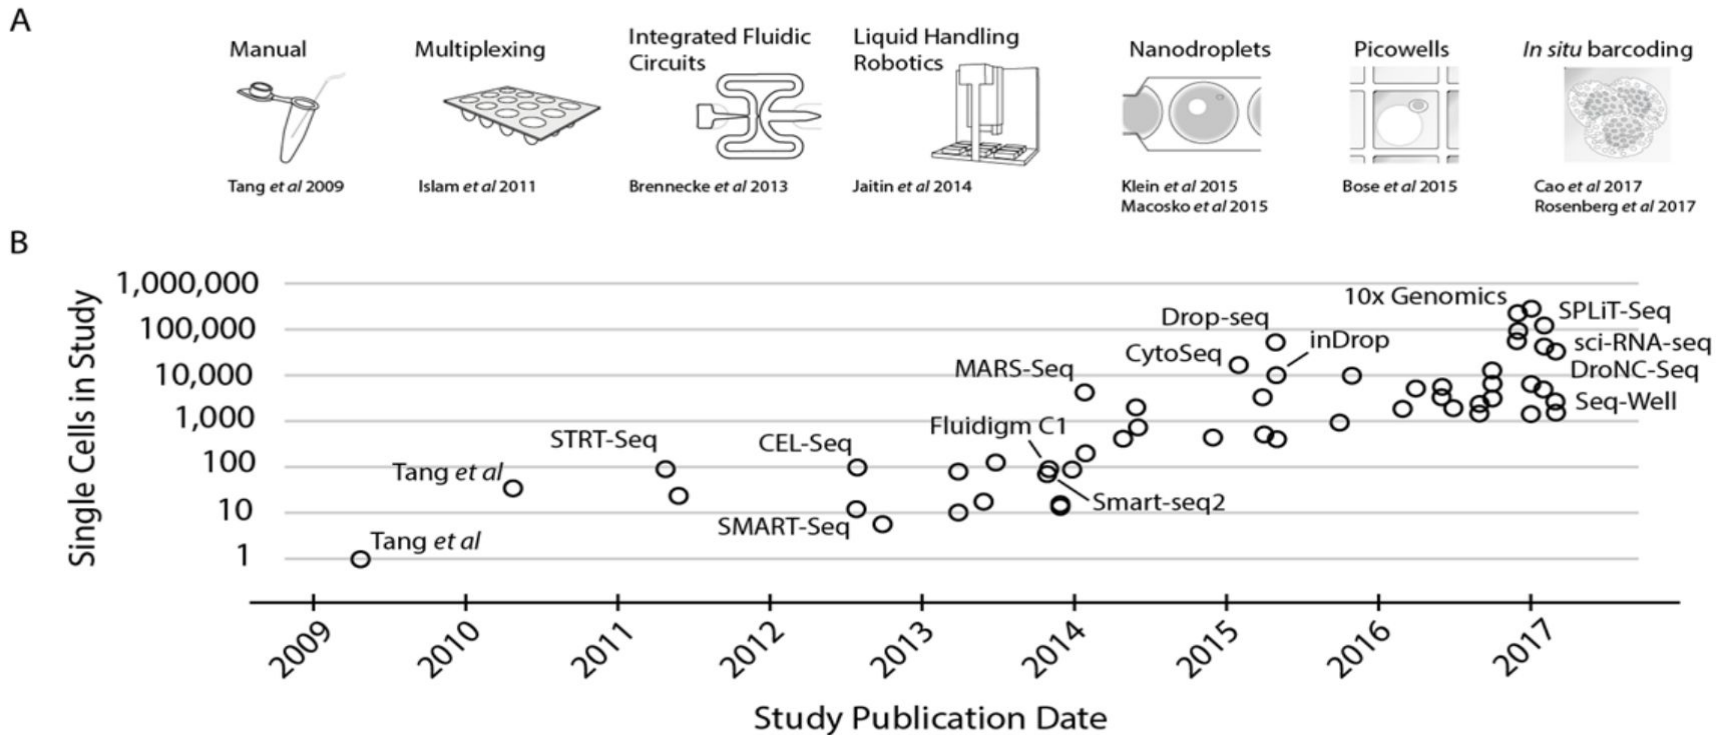 A
Manual
Multiplexing
Integrated Fluidic
Circuits
Liquid Handling
Robotics
Nanodroplets
Picowells
In situ barcoding
Tang et al 2009
Islam et al 2011
Brennecke et al 2013
Jaitin et al 2014
Klein et al 2015
Macosko et al 2015
Bose et al 2015
Cao et al 2017
Rosenberg et al 2017
B
Single Cells in Study
1,000,000
100,000
10,000
1,000
100
10
1
Tang et al
Tang et al
STRT-Seq
CEL-Seq
SMART-Seq
Fluidigm C1
Smart-seq2
MARS-Seq
CytoSeq
Drop-seq
inDrop
10x Genomics
SPLiT-Seq
sci-RNA-seq
DroNC-Seq
Seq-Well
2009
2010
2011
2012
2013
2014
2015
2016
2017
Study Publication Date